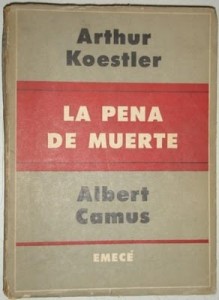 Arthur
Koestler
LA PENA
DE MUERTE
Albert
Camus
EMECÉ